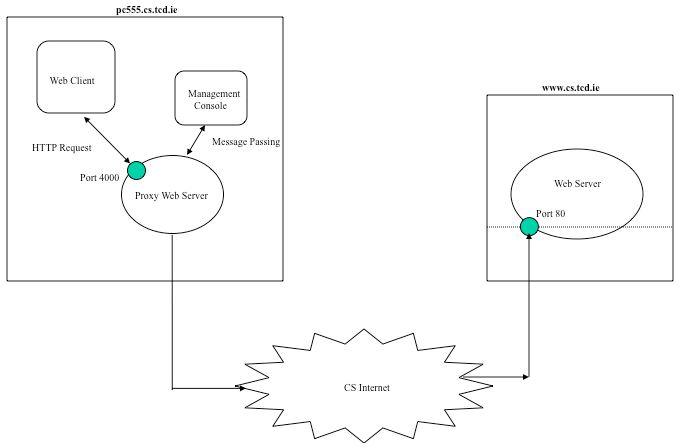 pc555.cs.tcd.ie
Web Client
Management
Console
HTTP Request
Message Passing
Port 4000
Proxy Web Server
www.cs.tcd.ie
Web Server
Port 80
CS Internet